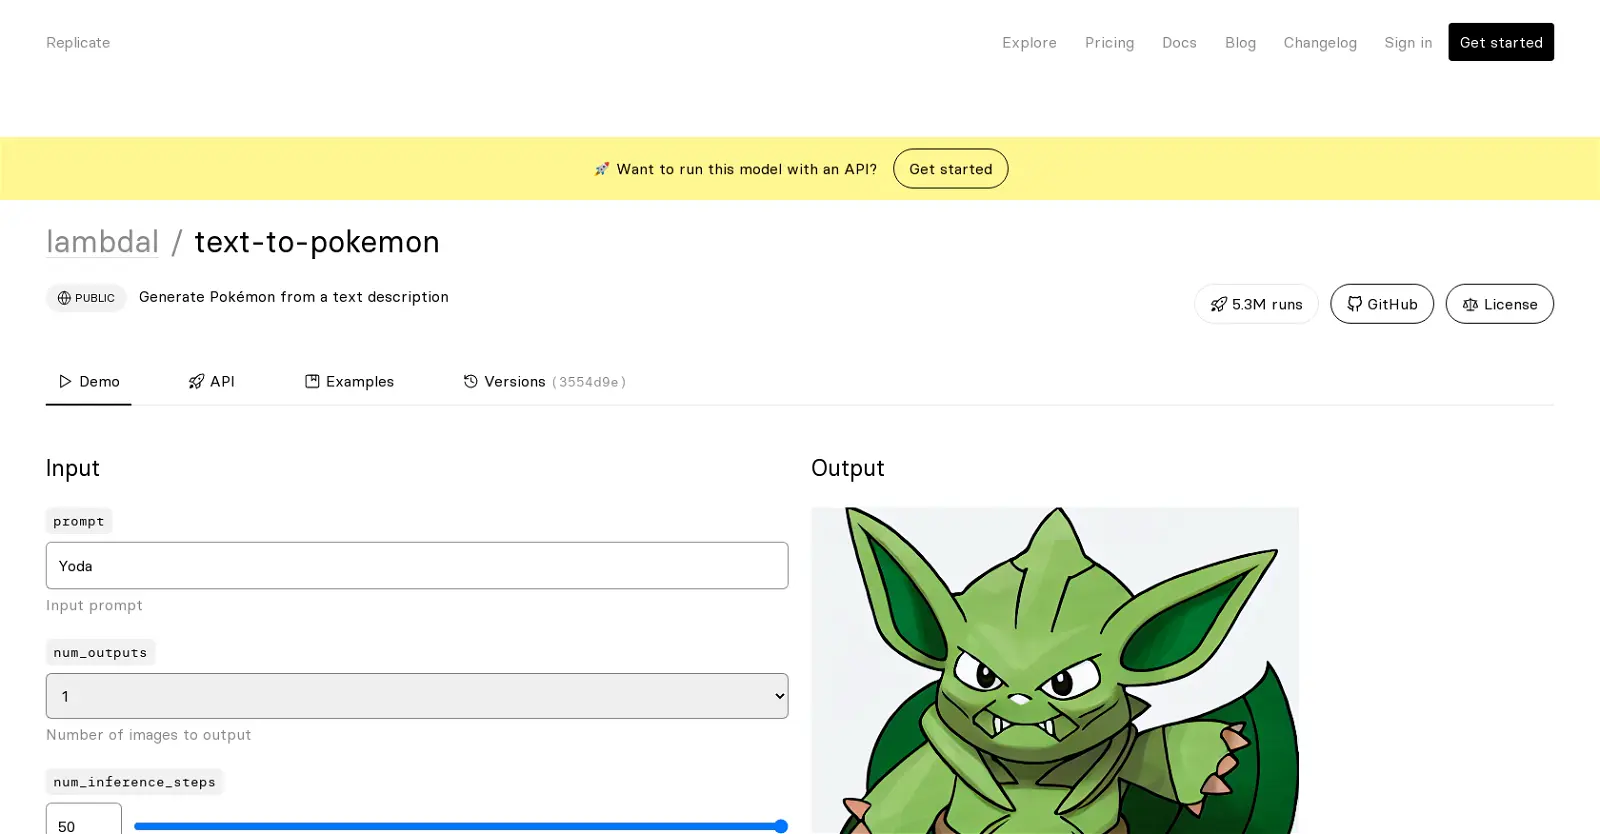 Replicate
Explore Pricing Docs Blog Changelog Sign in Get started
🚀 Want to run this model with an API? Get started
lambdal / text-to-pokemon
PUBLIC Generate Pokémon from a text description
5.3M runs GitHub License
Demo API Examples Versions (3554d9e)
Input
prompt
Yoda
Input prompt
num_outputs
1
Number of images to output
num_inference_steps
50
Output